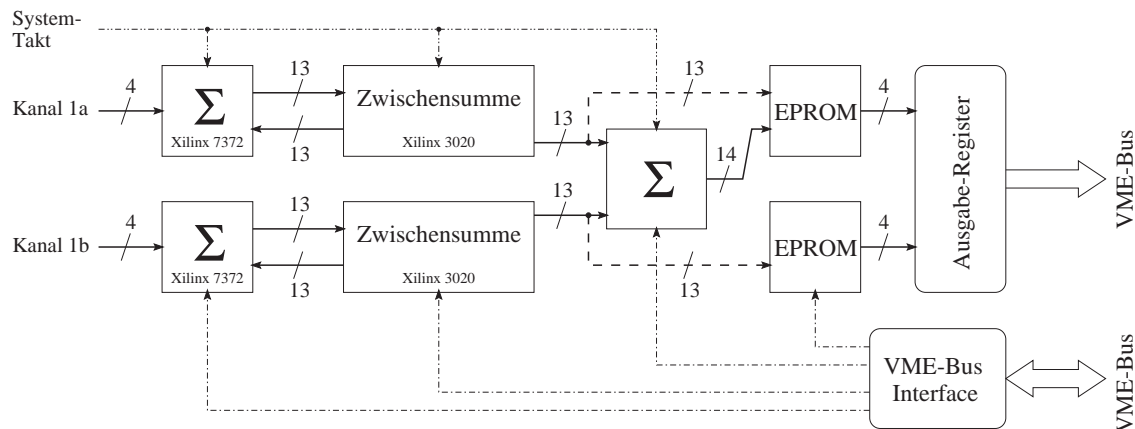 System-
Takt
Kanal 1a
4
Σ
Xilinx 7372
13
13
Zwischensumme
Xilinx 3020
13
13
EPROM
4
Σ
14
Kanal 1b
4
Σ
Xilinx 7372
13
13
Zwischensumme
Xilinx 3020
13
13
EPROM
4
Ausgabe-Register
VME-Bus
VME-Bus
Interface
VME-Bus